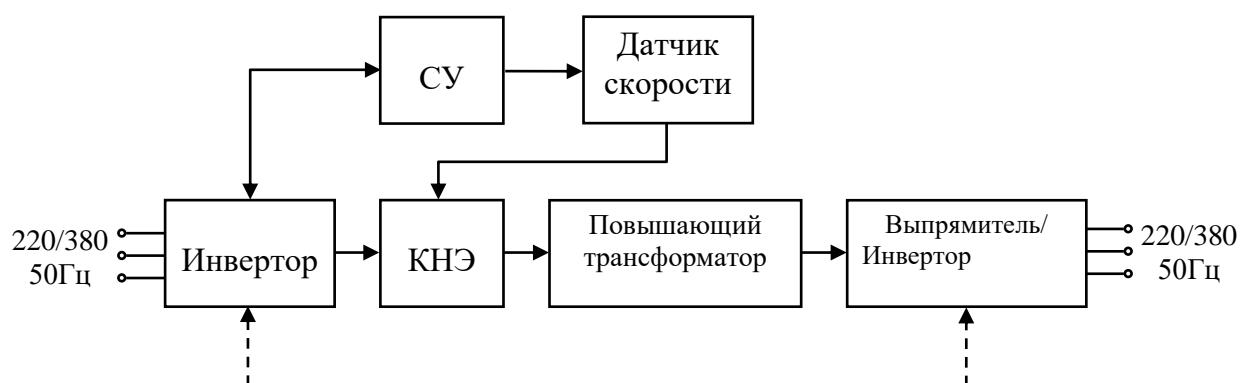 СУ
Датчик
скорости
220/380
50Гц
Инвертор
КНЭ
Повышающий
трансформатор
Выпрямитель/
Инвертор
220/380
50Гц